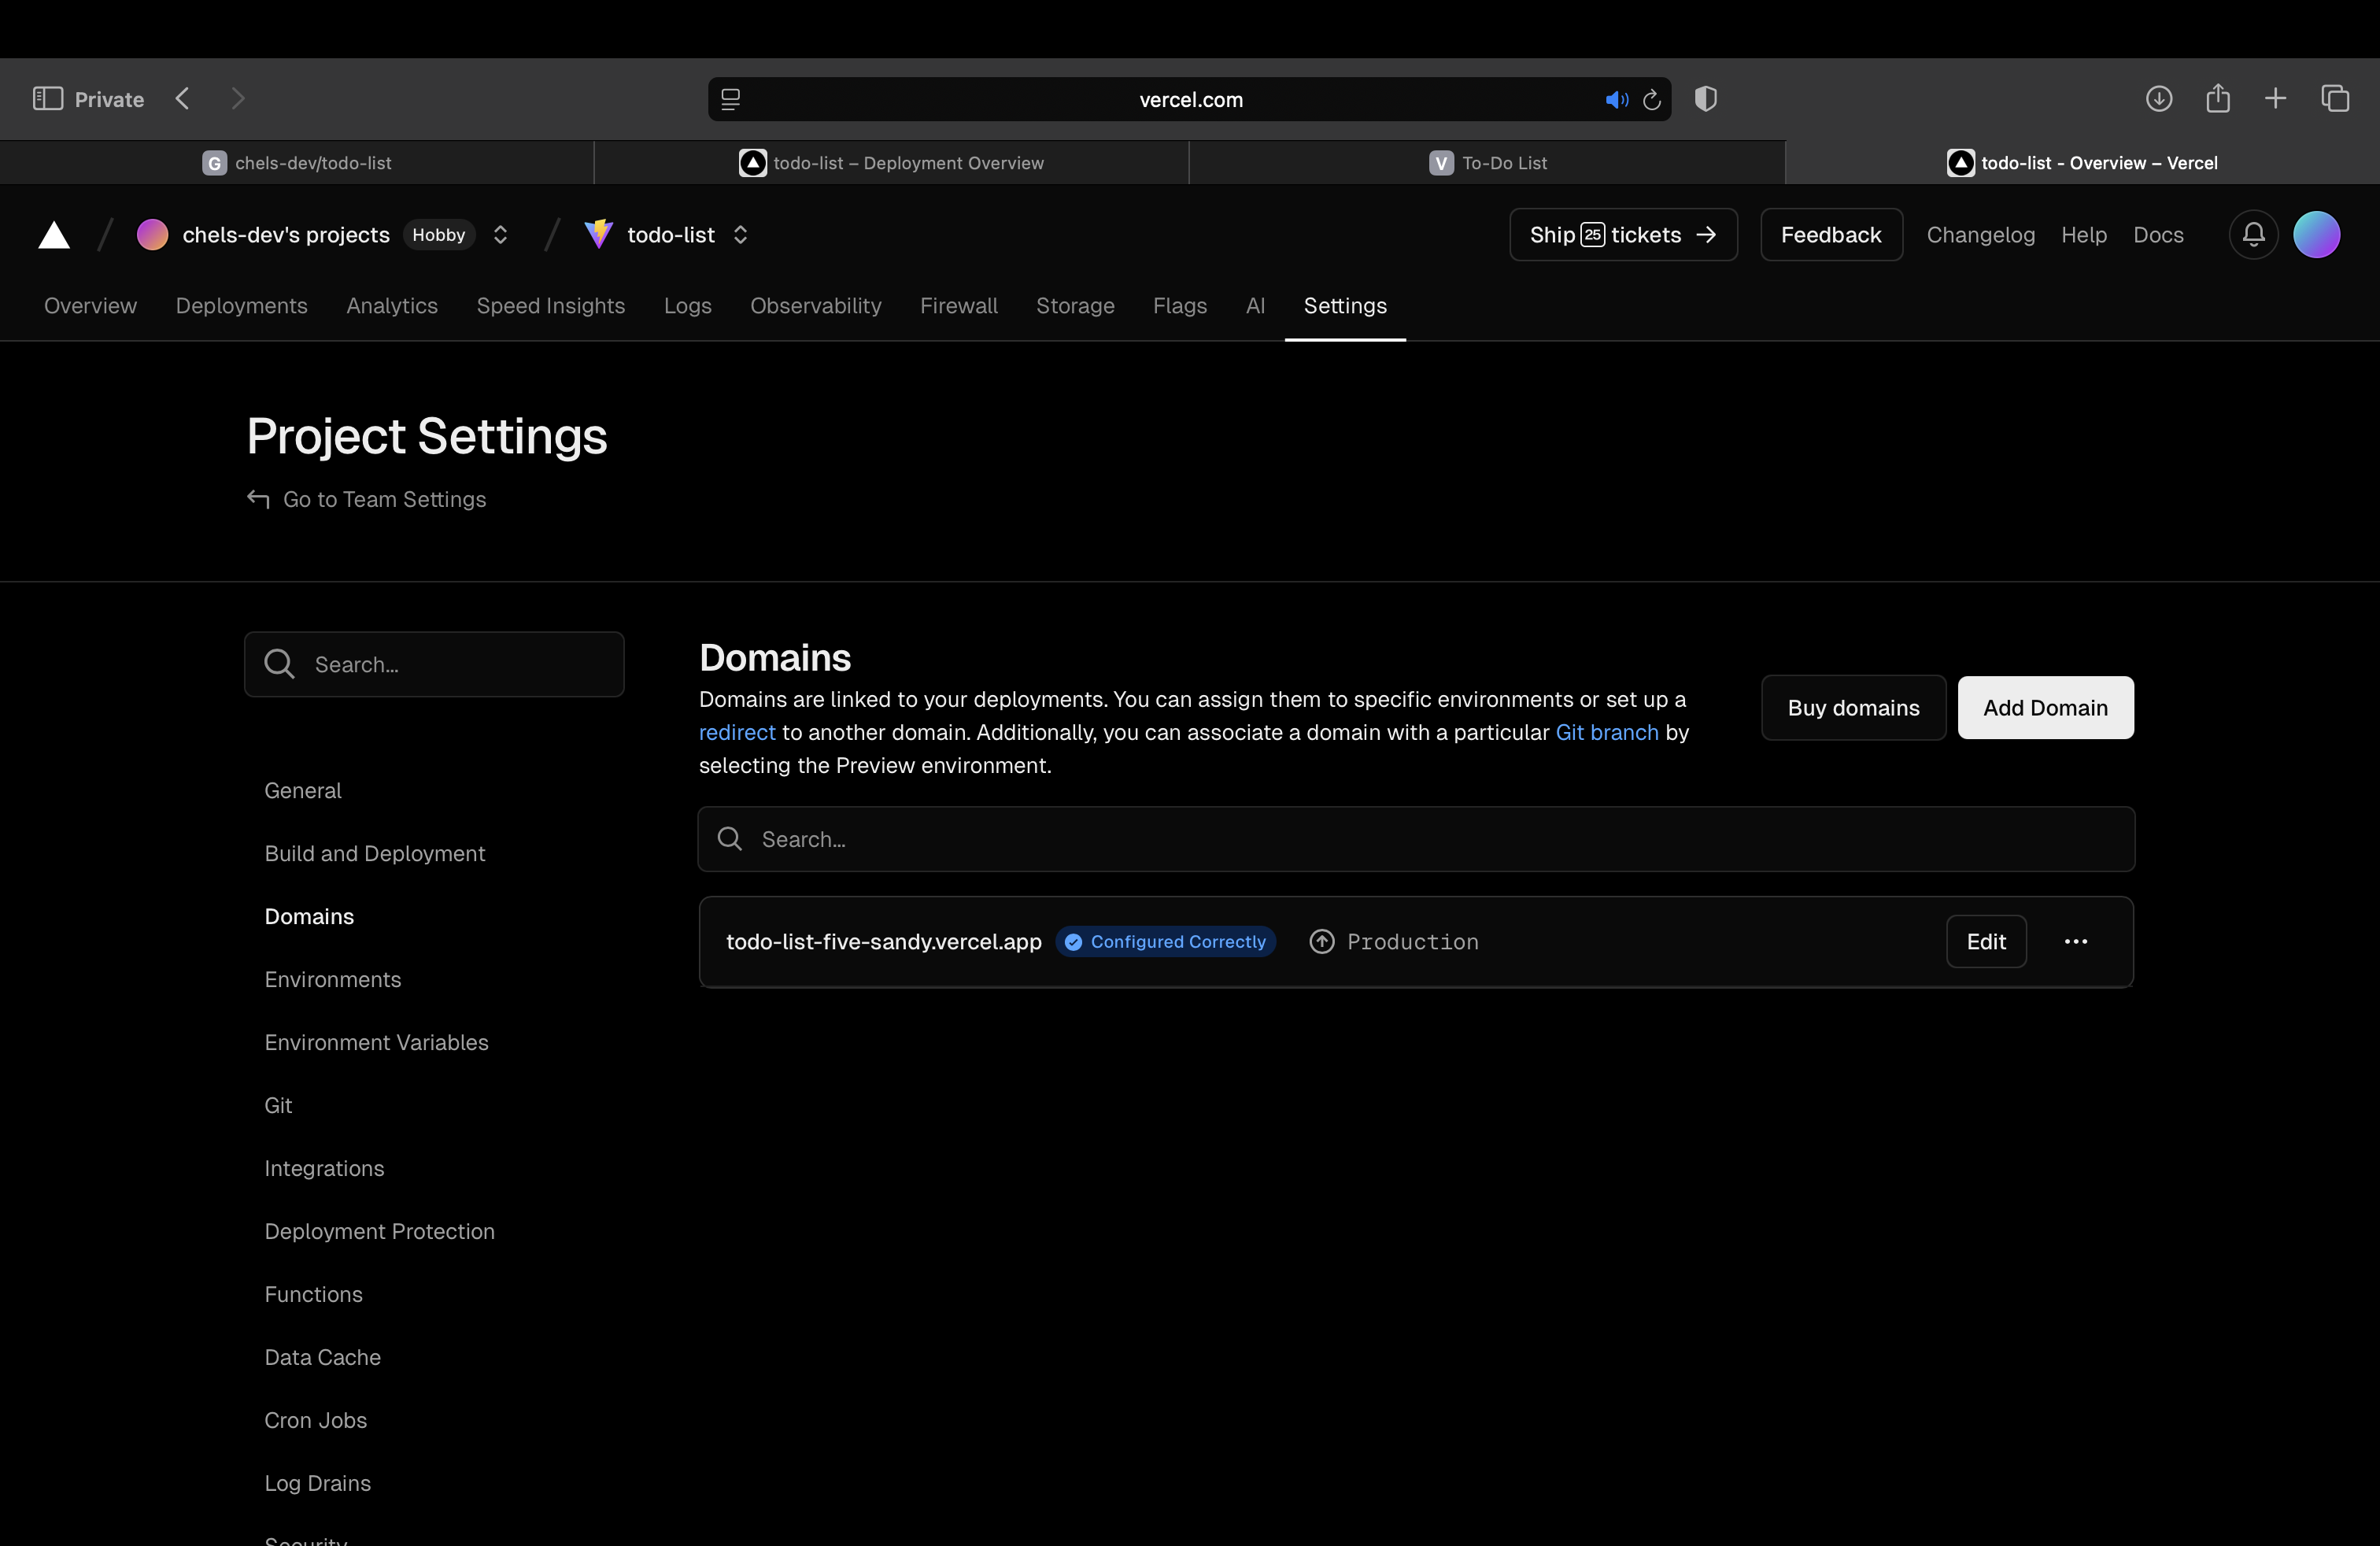 Private
vercel.com
G chels-dev/todo-list
todo-list – Deployment Overview
V To-Do List
todo-list - Overview – Vercel
chels-dev's projects Hobby
todo-list
Ship 25 tickets →
Feedback
Changelog
Help
Docs
Overview
Deployments
Analytics
Speed Insights
Logs
Observability
Firewall
Storage
Flags
AI
Settings
Project Settings
Go to Team Settings
Search...
General
Build and Deployment
Domains
Environments
Environment Variables
Git
Integrations
Deployment Protection
Functions
Data Cache
Cron Jobs
Log Drains
Security
Domains
Domains are linked to your deployments. You can assign them to specific environments or set up a
redirect to another domain. Additionally, you can associate a domain with a particular Git branch by
selecting the Preview environment.
Buy domains
Add Domain
Search...
todo-list-five-sandy.vercel.app
Configured Correctly
Production
Edit